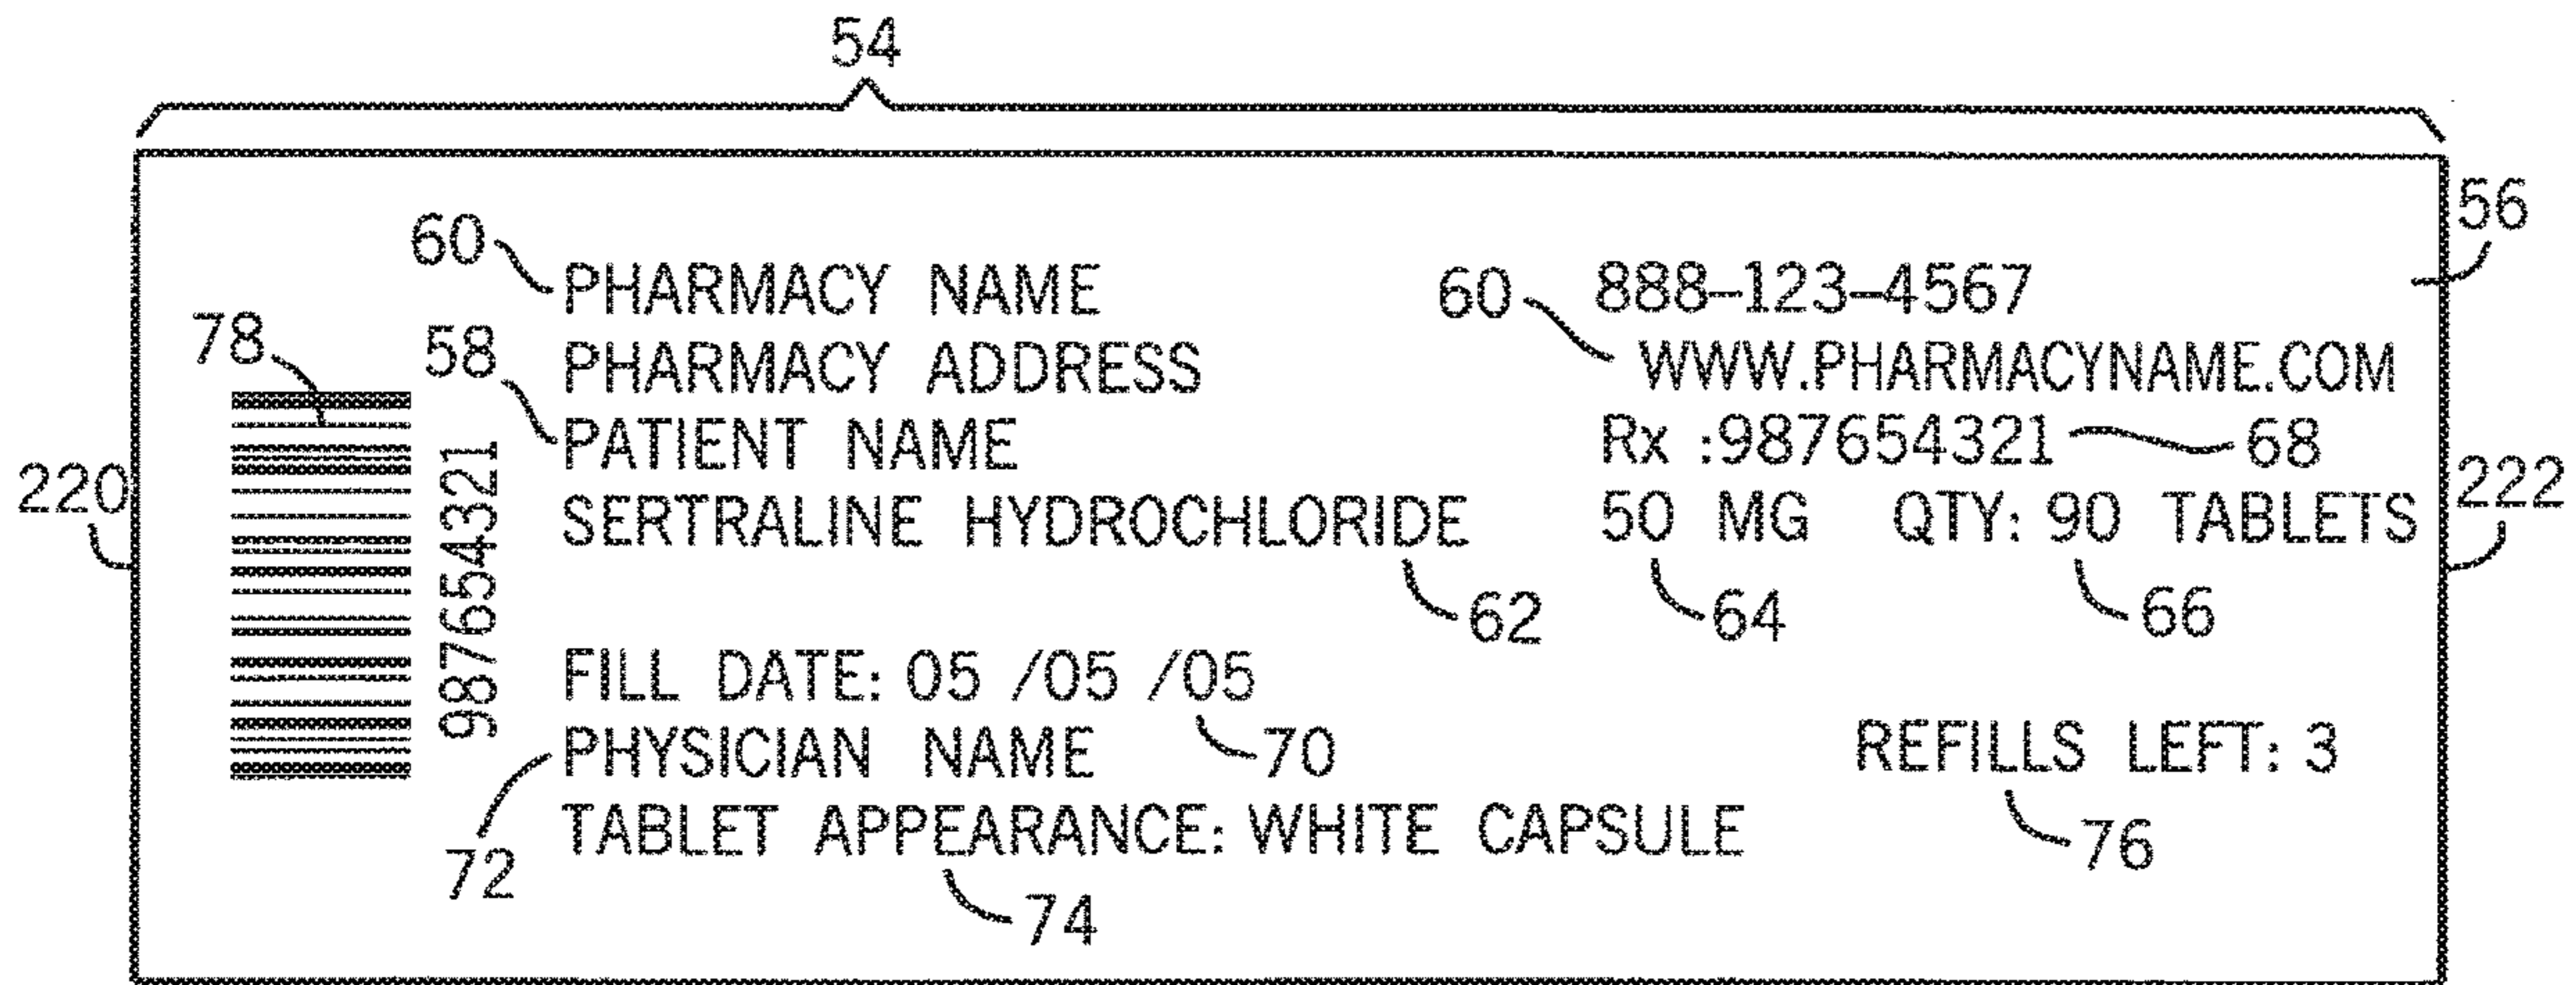 54
56
60 PHARMACY NAME 60 888-123-4567
78 58 PHARMACY ADDRESS WWW.PHARMACYNAME.COM
PATIENT NAME Rx :987654321 68
220 987654321 SERTRALINE HYDROCHLORIDE 50 MG QTY: 90 TABLETS 222
62 64 66
FILL DATE: 05 /05 /05
PHYSICIAN NAME 70 REFILLS LEFT: 3
72 TABLET APPEARANCE: WHITE CAPSULE 76
74